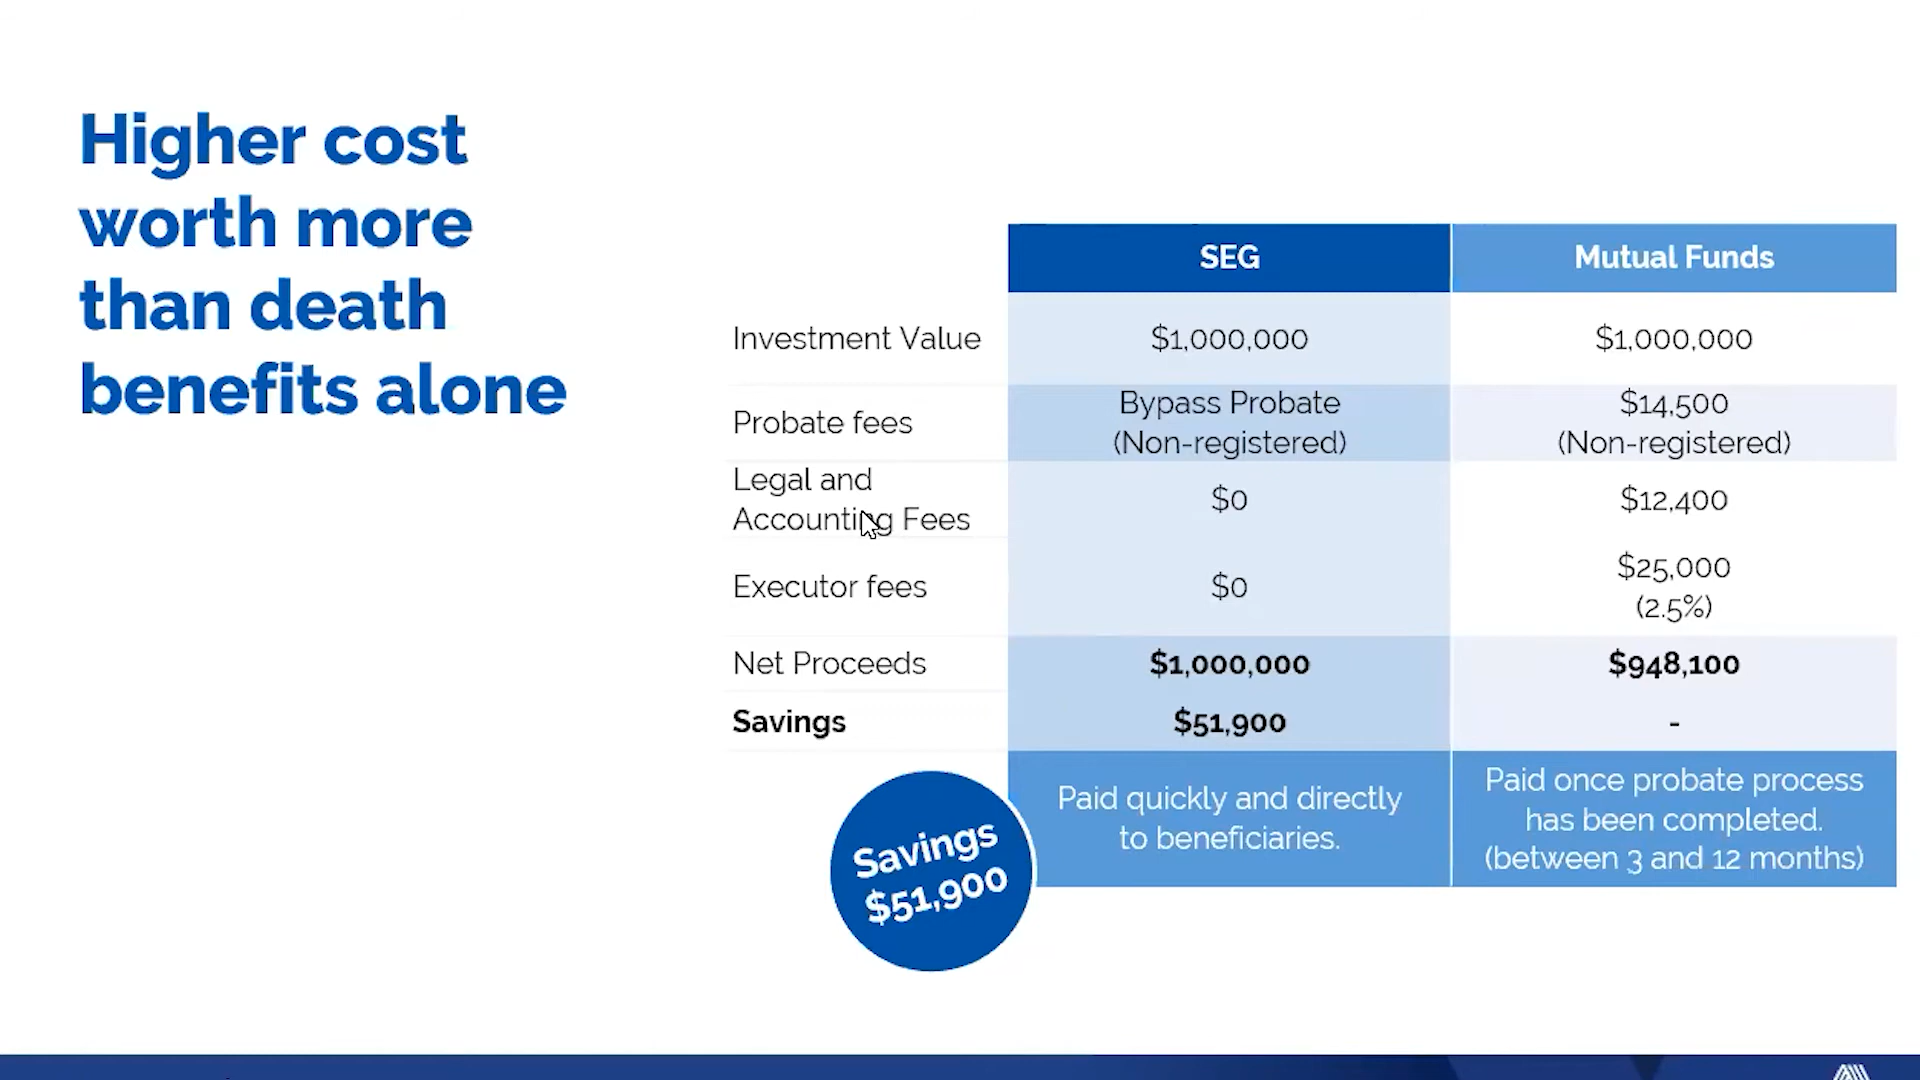 Higher cost
worth more
than death
benefits alone
SEG Mutual Funds
Investment Value $1,000,000 $1,000,000
Probate fees Bypass Probate $14,500
(Non-registered) (Non-registered)
Legal and
Accounting Fees $0 $12,400
Executor fees $0 $25,000
(2.5%)
Net Proceeds $1,000,000 $948,100
Savings $51,900 -
Paid quickly and directly
to beneficiaries.
Paid once probate process
has been completed.
(between 3 and 12 months)
Savings
$51,900